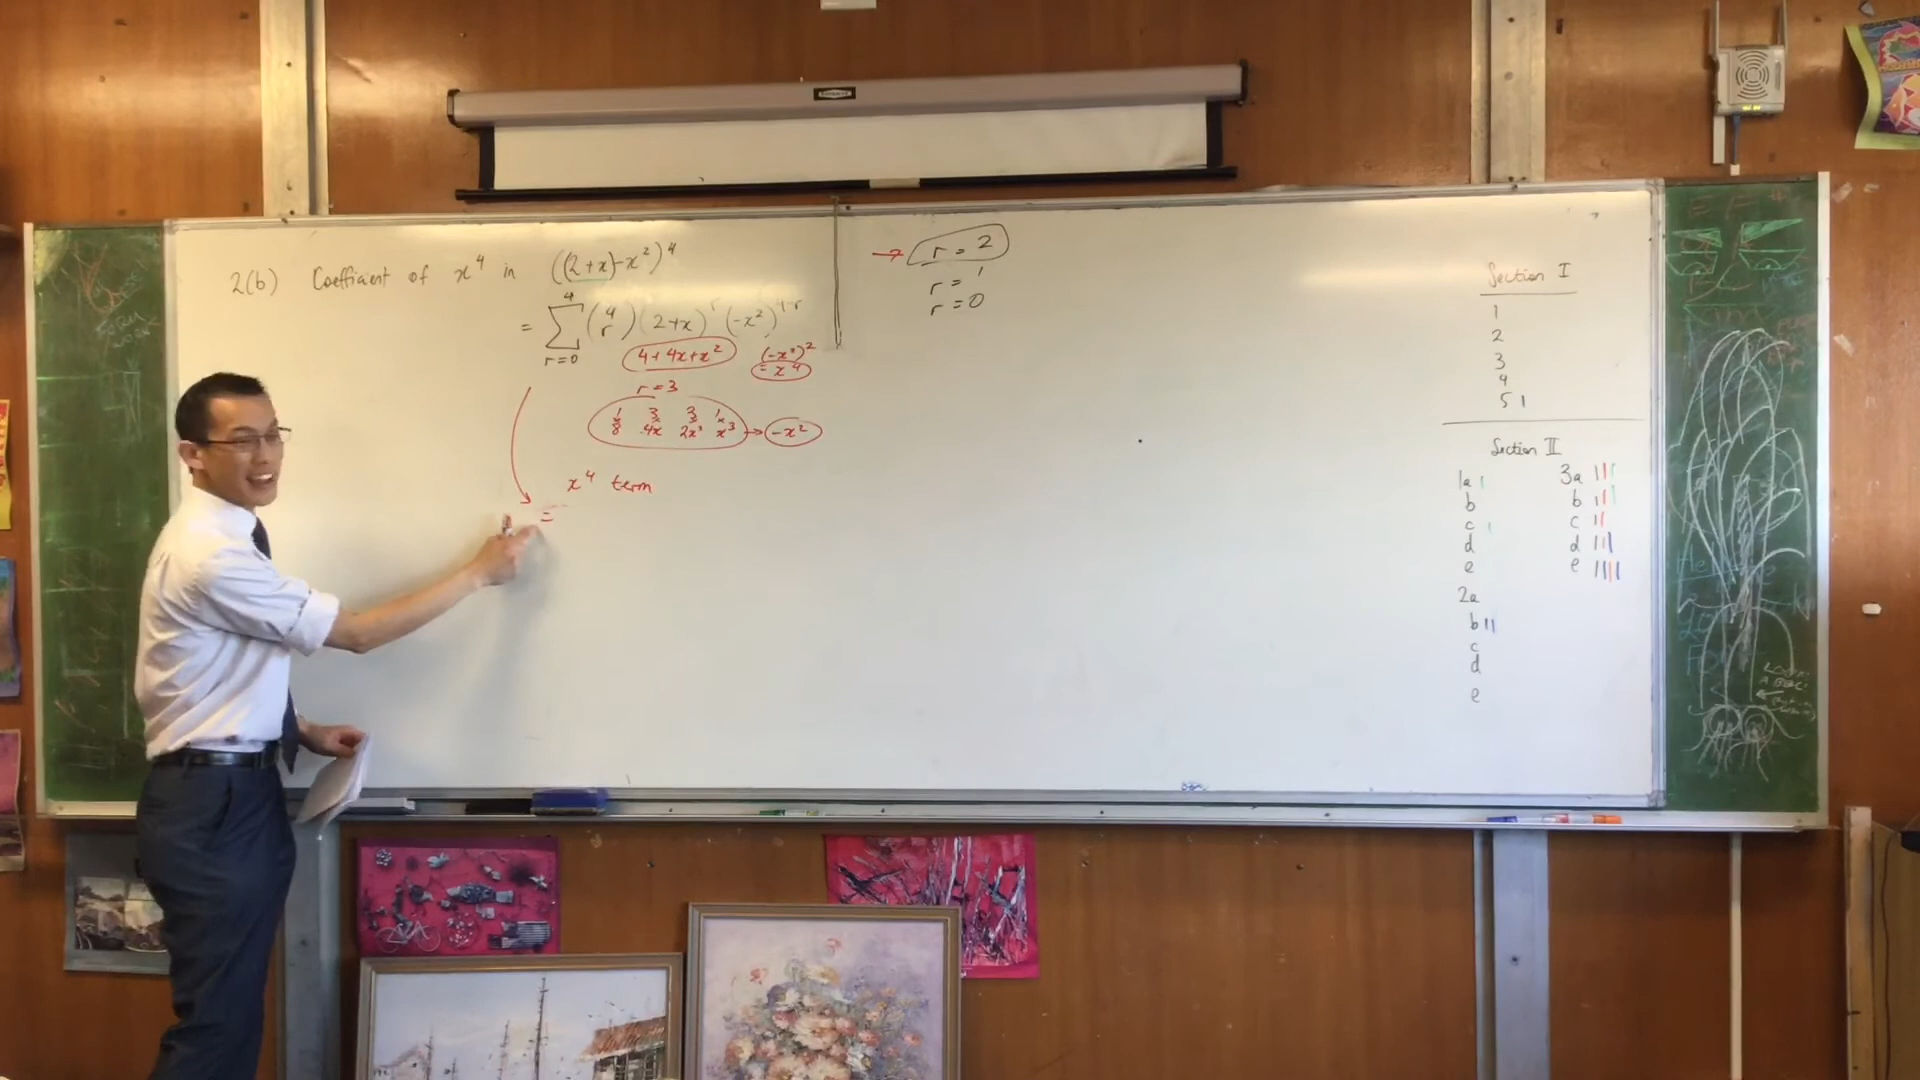 2(b) Coefficient of x⁴ in ((2+x)-x²)⁴
= ∑ r=0 4 (4 r) (2+x)^r (-x²)^4-r
4+4x+x² (-x²)²
= x⁴
r=3
1 3 3 1
8 4x 2x² x³ → -x²
x⁴ term
=
→ r = 2
r = 1
r = 0
Section I
1
2
3
4
5 |
Section II
1a |
b
c |
d
e
2a
b ||
c
d
e
3a |||
b |||
c ||
d |||
e ||||